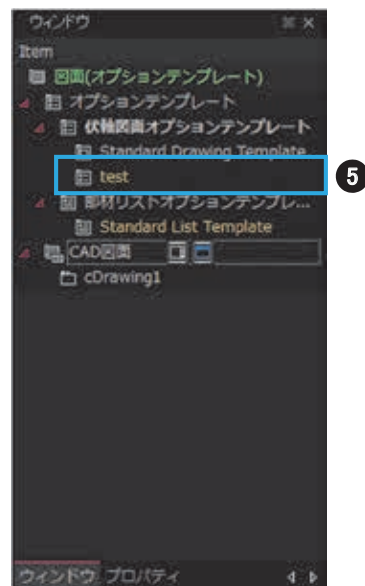 ウィンドウ
Item
図面(オプションテンプレート)
オプションテンプレート
伏軸図面オプションテンプレート
Standard Drawing Template
test
5
部材リストオプションテンプレ...
Standard List Template
CAD図面
cDrawing1
ウィンドウ プロパティ